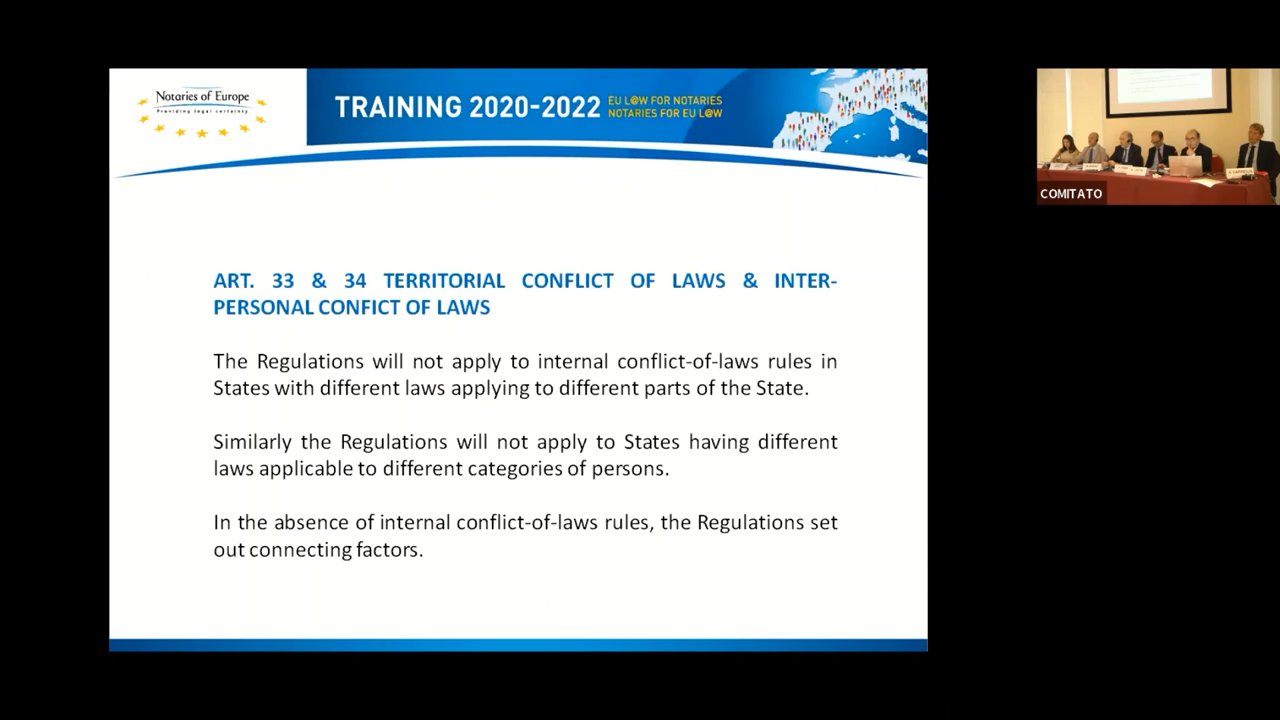 Notaries of Europe
Providing legal certainty
TRAINING 2020-2022
EU L@W FOR NOTARIES
NOTARIES FOR EU L@W
ART. 33 & 34 TERRITORIAL CONFLICT OF LAWS & INTER-
PERSONAL CONFICT OF LAWS
The Regulations will not apply to internal conflict-of-laws rules in
States with different laws applying to different parts of the State.
Similarly the Regulations will not apply to States having different
laws applicable to different categories of persons.
In the absence of internal conflict-of-laws rules, the Regulations set
out connecting factors.
COMITATO